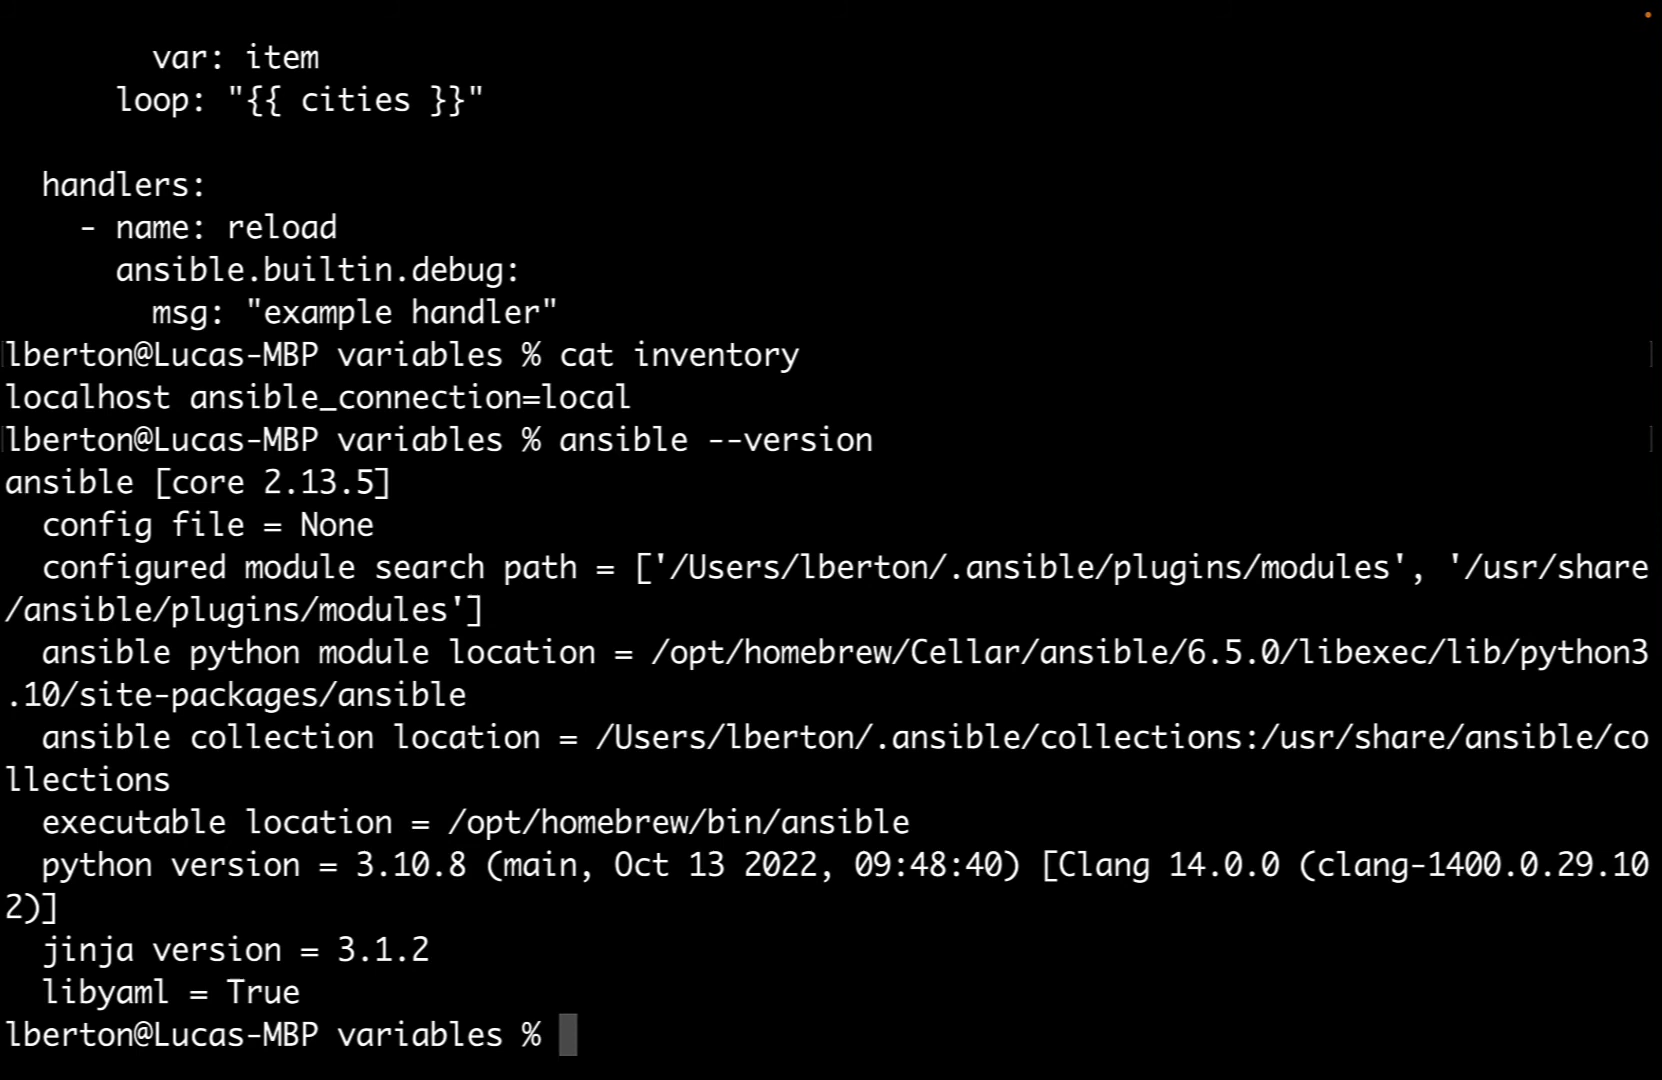 var: item
loop: "{{ cities }}"
handlers:
- name: reload
ansible.builtin.debug:
msg: "example handler"
lberton@Lucas-MBP variables % cat inventory
localhost ansible_connection=local
lberton@Lucas-MBP variables % ansible --version
ansible [core 2.13.5]
config file = None
configured module search path = ['/Users/lberton/.ansible/plugins/modules', '/usr/share
/ansible/plugins/modules']
ansible python module location = /opt/homebrew/Cellar/ansible/6.5.0/libexec/lib/python3
.10/site-packages/ansible
ansible collection location = /Users/lberton/.ansible/collections:/usr/share/ansible/co
llections
executable location = /opt/homebrew/bin/ansible
python version = 3.10.8 (main, Oct 13 2022, 09:48:40) [Clang 14.0.0 (clang-1400.0.29.10
2)]
jinja version = 3.1.2
libyaml = True
lberton@Lucas-MBP variables %